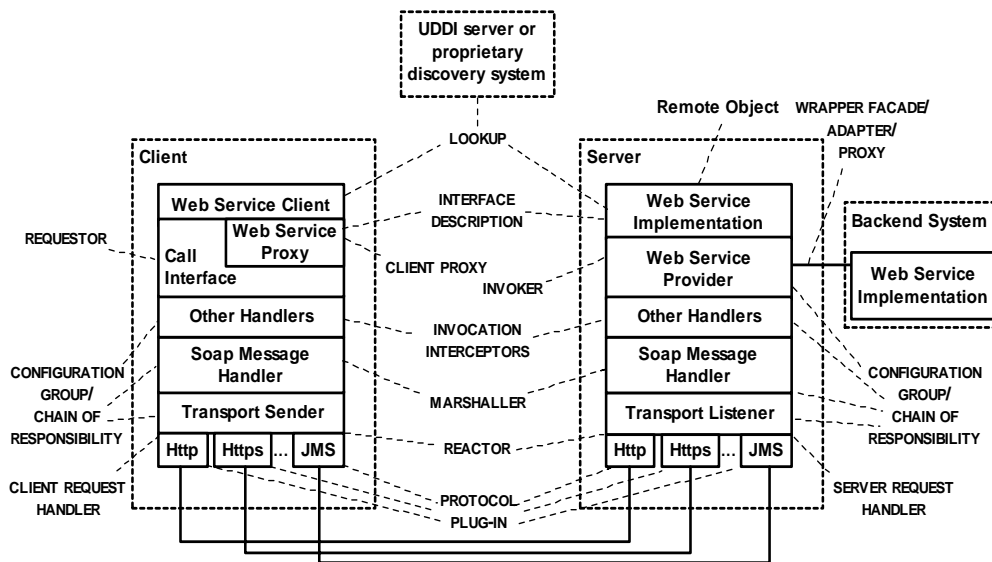 UDDI server or
proprietary
discovery system
Remote Object
WRAPPER FACADE/
ADAPTER/
PROXY
Client
LOOKUP
Server
Web Service Client
INTERFACE
DESCRIPTION
Web Service
Implementation
Backend System
REQUESTOR
Web Service
Proxy
Call
Interface
CLIENT PROXY
INVOKER
Web Service
Provider
Web Service
Implementation
Other Handlers
INVOCATION
INTERCEPTORS
Other Handlers
CONFIGURATION
GROUP/
CHAIN OF
RESPONSIBILITY
Soap Message
Handler
MARSHALLER
Soap Message
Handler
CONFIGURATION
GROUP/
CHAIN OF
RESPONSIBILITY
Transport Sender
Transport Listener
Http
Https
...
JMS
REACTOR
Http
Https
...
JMS
CLIENT REQUEST
HANDLER
PROTOCOL
PLUG-IN
SERVER REQUEST
HANDLER